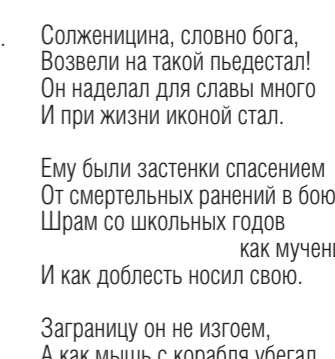 Солженицина, словно бога,
Возвели на такой пьедестал!
Он наделал для славы много
И при жизни иконой стал.

Ему были застенки спасением
От смертельных ранений в бою
Шрам со школьных годов
как мучени
И как доблесть носил свою.

Заграницу он не изгоем,
А как мышь с корабля убегал